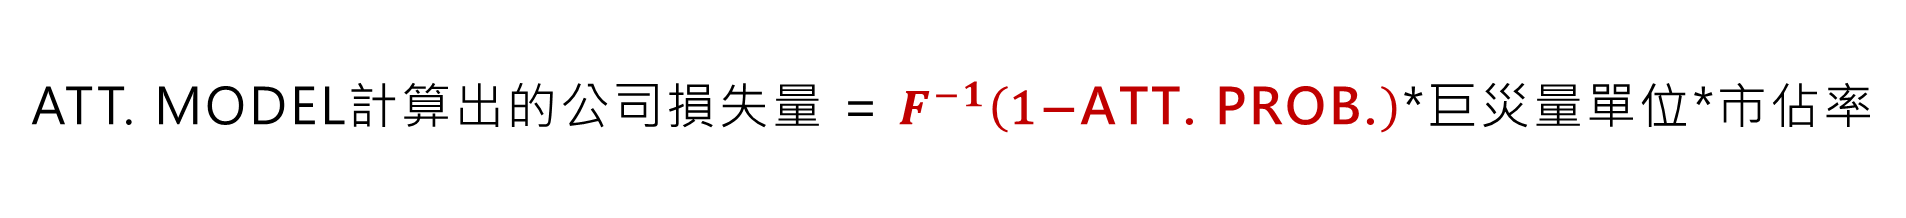 ATT. MODEL計算出的公司損失量 = F⁻¹(1−ATT. PROB.)*巨災量單位*市佔率